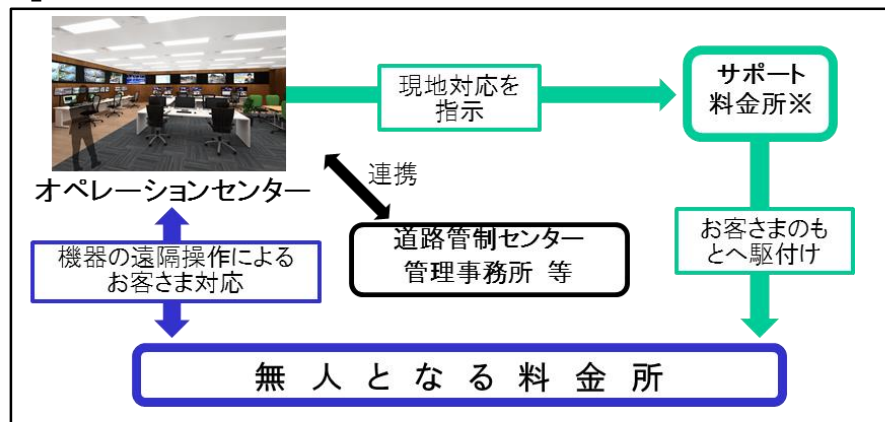 現地対応を
指示
サポート
料金所※
オペレーションセンター
連携
道路管制センター
管理事務所 等
機器の遠隔操作による
お客さま対応
お客さまのも
とへ駆付け
無人となる料金所